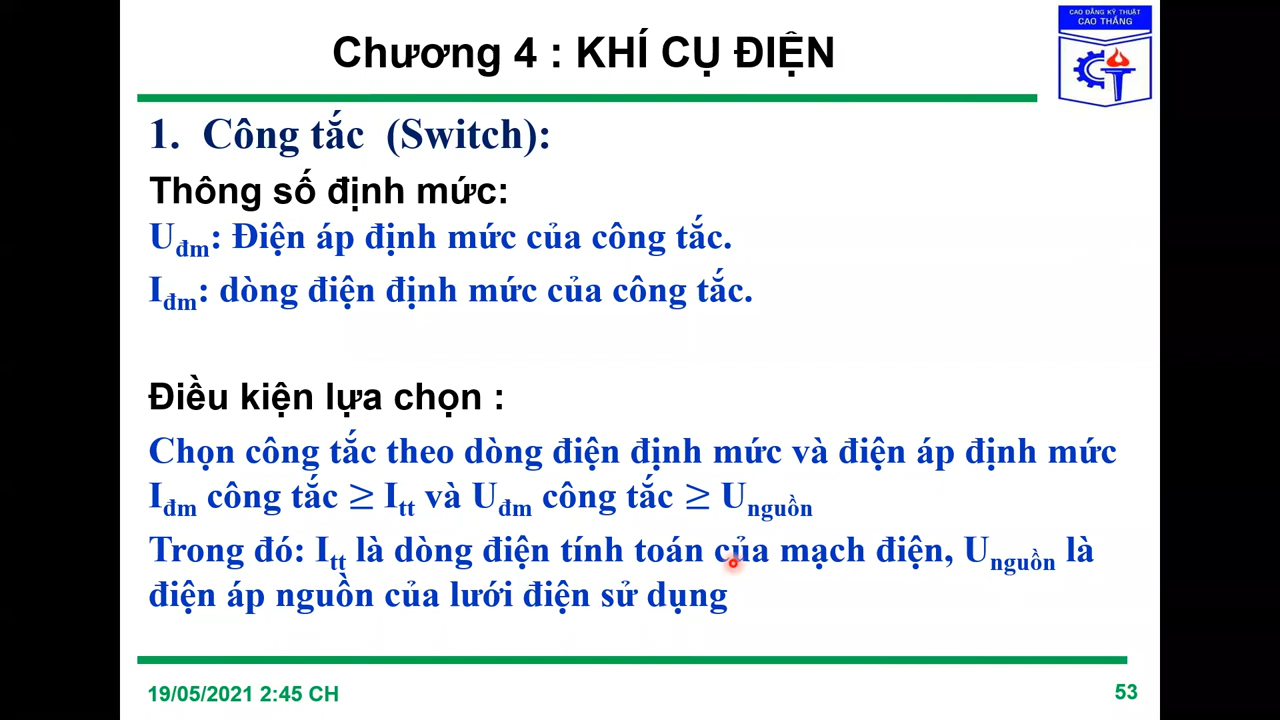 CAO ĐẲNG KỸ THUẬT
CAO THẮNG
Chương 4 : KHÍ CỤ ĐIỆN
1. Công tắc (Switch):
Thông số định mức:
Uđm: Điện áp định mức của công tắc.
Iđm: dòng điện định mức của công tắc.
Điều kiện lựa chọn :
Chọn công tắc theo dòng điện định mức và điện áp định mức
Iđm công tắc ≥ Itt và Uđm công tắc ≥ Unguồn
Trong đó: Itt là dòng điện tính toán của mạch điện, Unguồn là
điện áp nguồn của lưới điện sử dụng
19/05/2021 2:45 CH
53